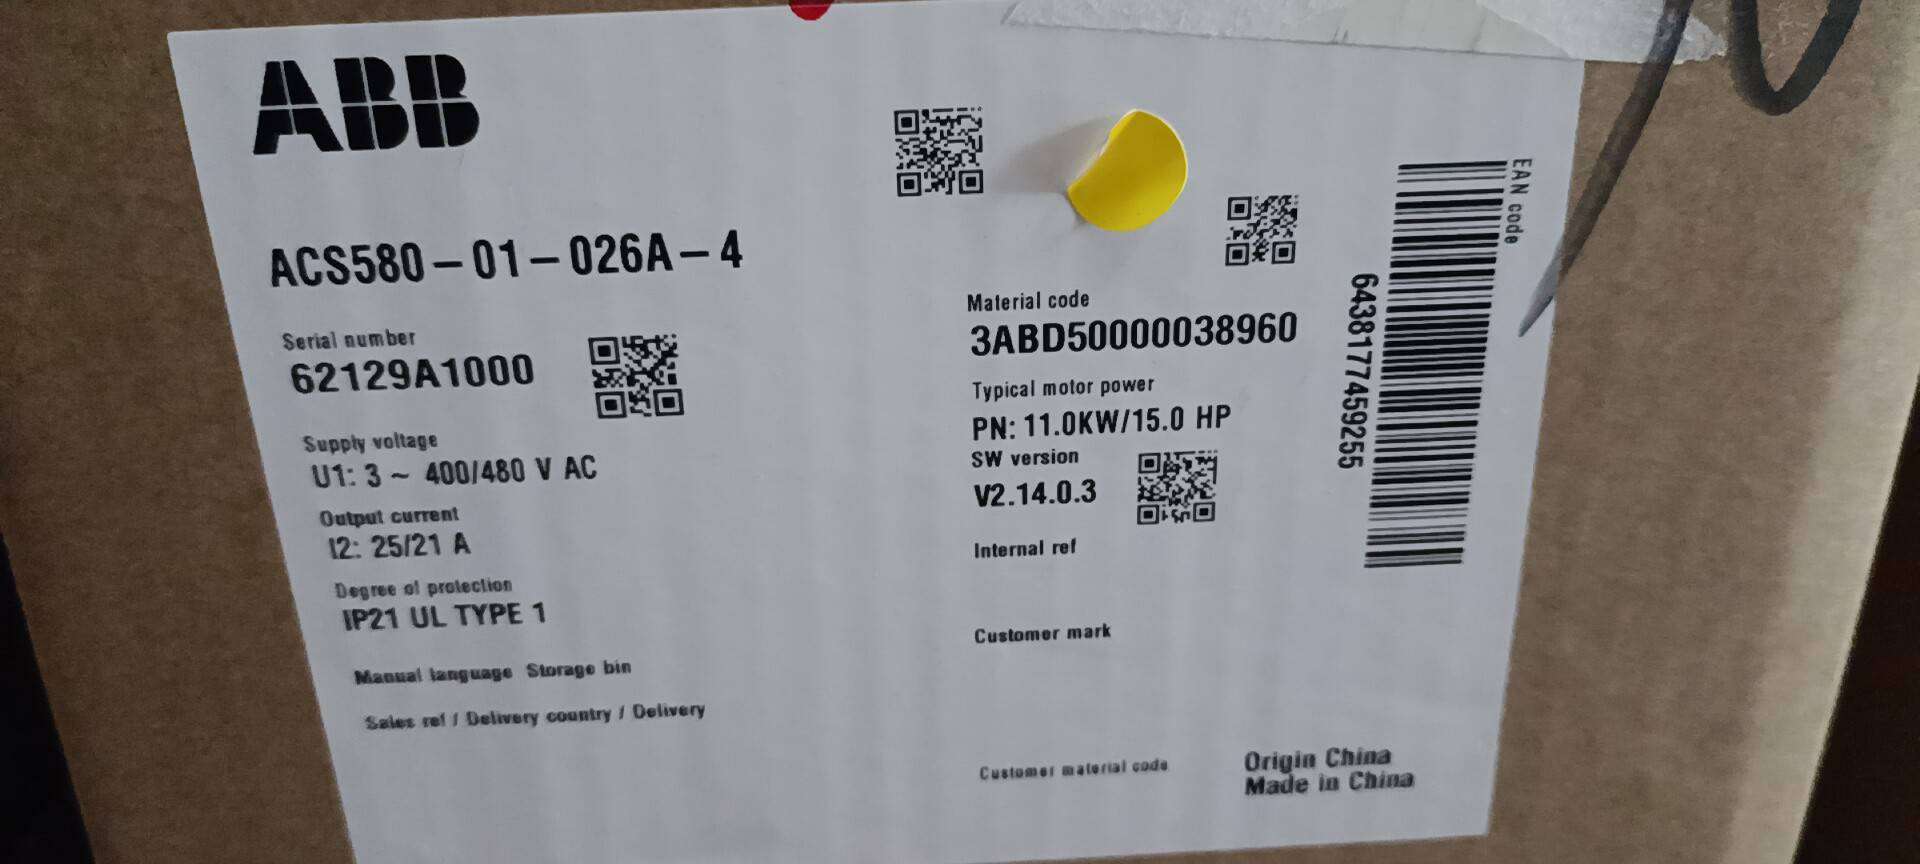 ABB
ACS580-01-026A-4
Serial number
62129A1000
Supply voltage
U1: 3 ~ 400/480 V AC
Output current
I2: 25/21 A
Degree of protection
IP21 UL TYPE 1
Manual language Storage bin
Sales ref / Delivery country / Delivery
Material code
3ABD50000038960
Typical motor power
PN: 11.0KW/15.0 HP
SW version
V2.14.0.3
Internal ref
Customer mark
Customer material code
Origin China
Made in China
EAN code
6438177459255